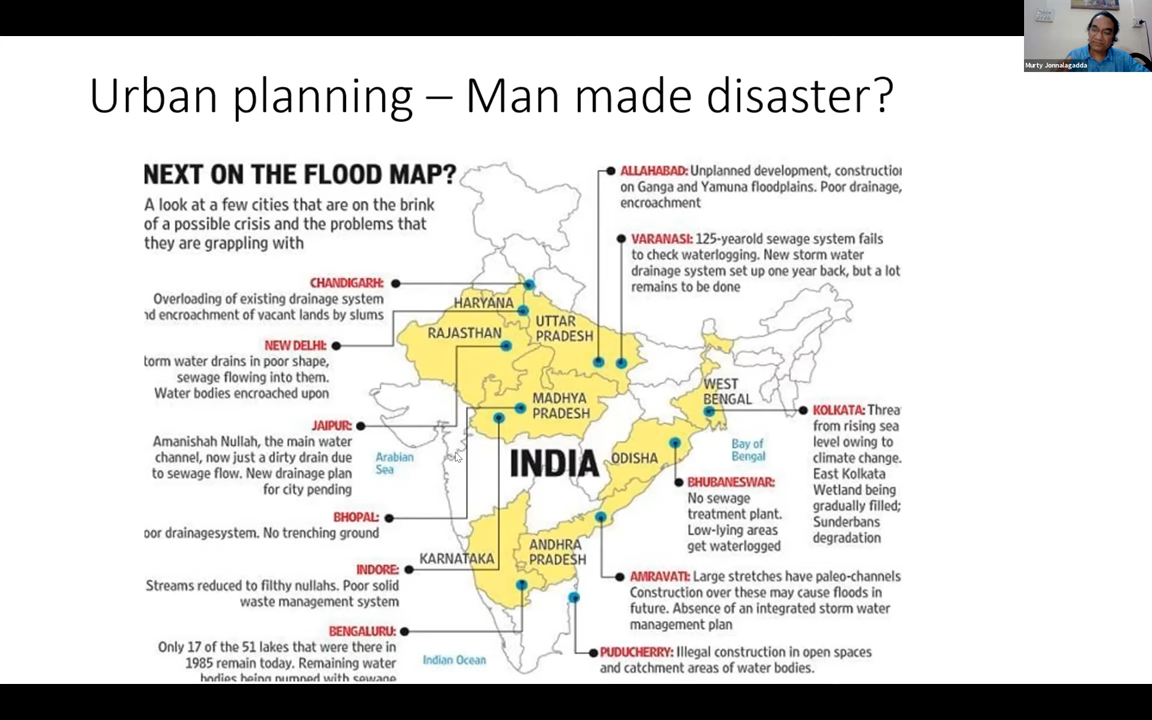 Murty Jonnalagadda
Urban planning – Man made disaster?
NEXT ON THE FLOOD MAP?
A look at a few cities that are on the brink
of a possible crisis and the problems that
they are grappling with
CHANDIGARH:
Overloading of existing drainage system
encroachment of vacant lands by slums
NEW DELHI:
water drains in poor shape,
sewage flowing into them.
Water bodies encroached upon
JAIPUR:
Amanishah Nullah, the main water
channel, now just a dirty drain due
to sewage flow. New drainage plan
for city pending
BHOPAL:
drainagesystem. No trenching ground
INDORE:
Streams reduced to filthy nullahs. Poor solid
waste management system
BENGALURU:
Only 17 of the 51 lakes that were there in
1985 remain today. Remaining water
bodies being pumped with sewage
HARYANA
RAJASTHAN
UTTAR
PRADESH
MADHYA
PRADESH
WEST
BENGAL
INDIA
ODISHA
KARNATAKA
ANDHRA
PRADESH
Arabian
Sea
Bay of
Bengal
Indian Ocean
ALLAHABAD: Unplanned development, constructior
on Ganga and Yamuna floodplains. Poor drainage,
encroachment
VARANASI: 125-yearold sewage system fails
to check waterlogging. New storm water
drainage system set up one year back, but a lot
remains to be done
KOLKATA: Threa
from rising sea
level owing to
climate change.
East Kolkata
Wetland being
gradually filled;
Sunderbans
degradation
BHUBANESWAR:
No sewage
treatment plant.
Low-lying areas
get waterlogged
AMRAVATI: Large stretches have paleo-channels
Construction over these may cause floods in
future. Absence of an integrated storm water
management plan
PUDUCHERRY: Illegal construction in open spaces
and catchment areas of water bodies.